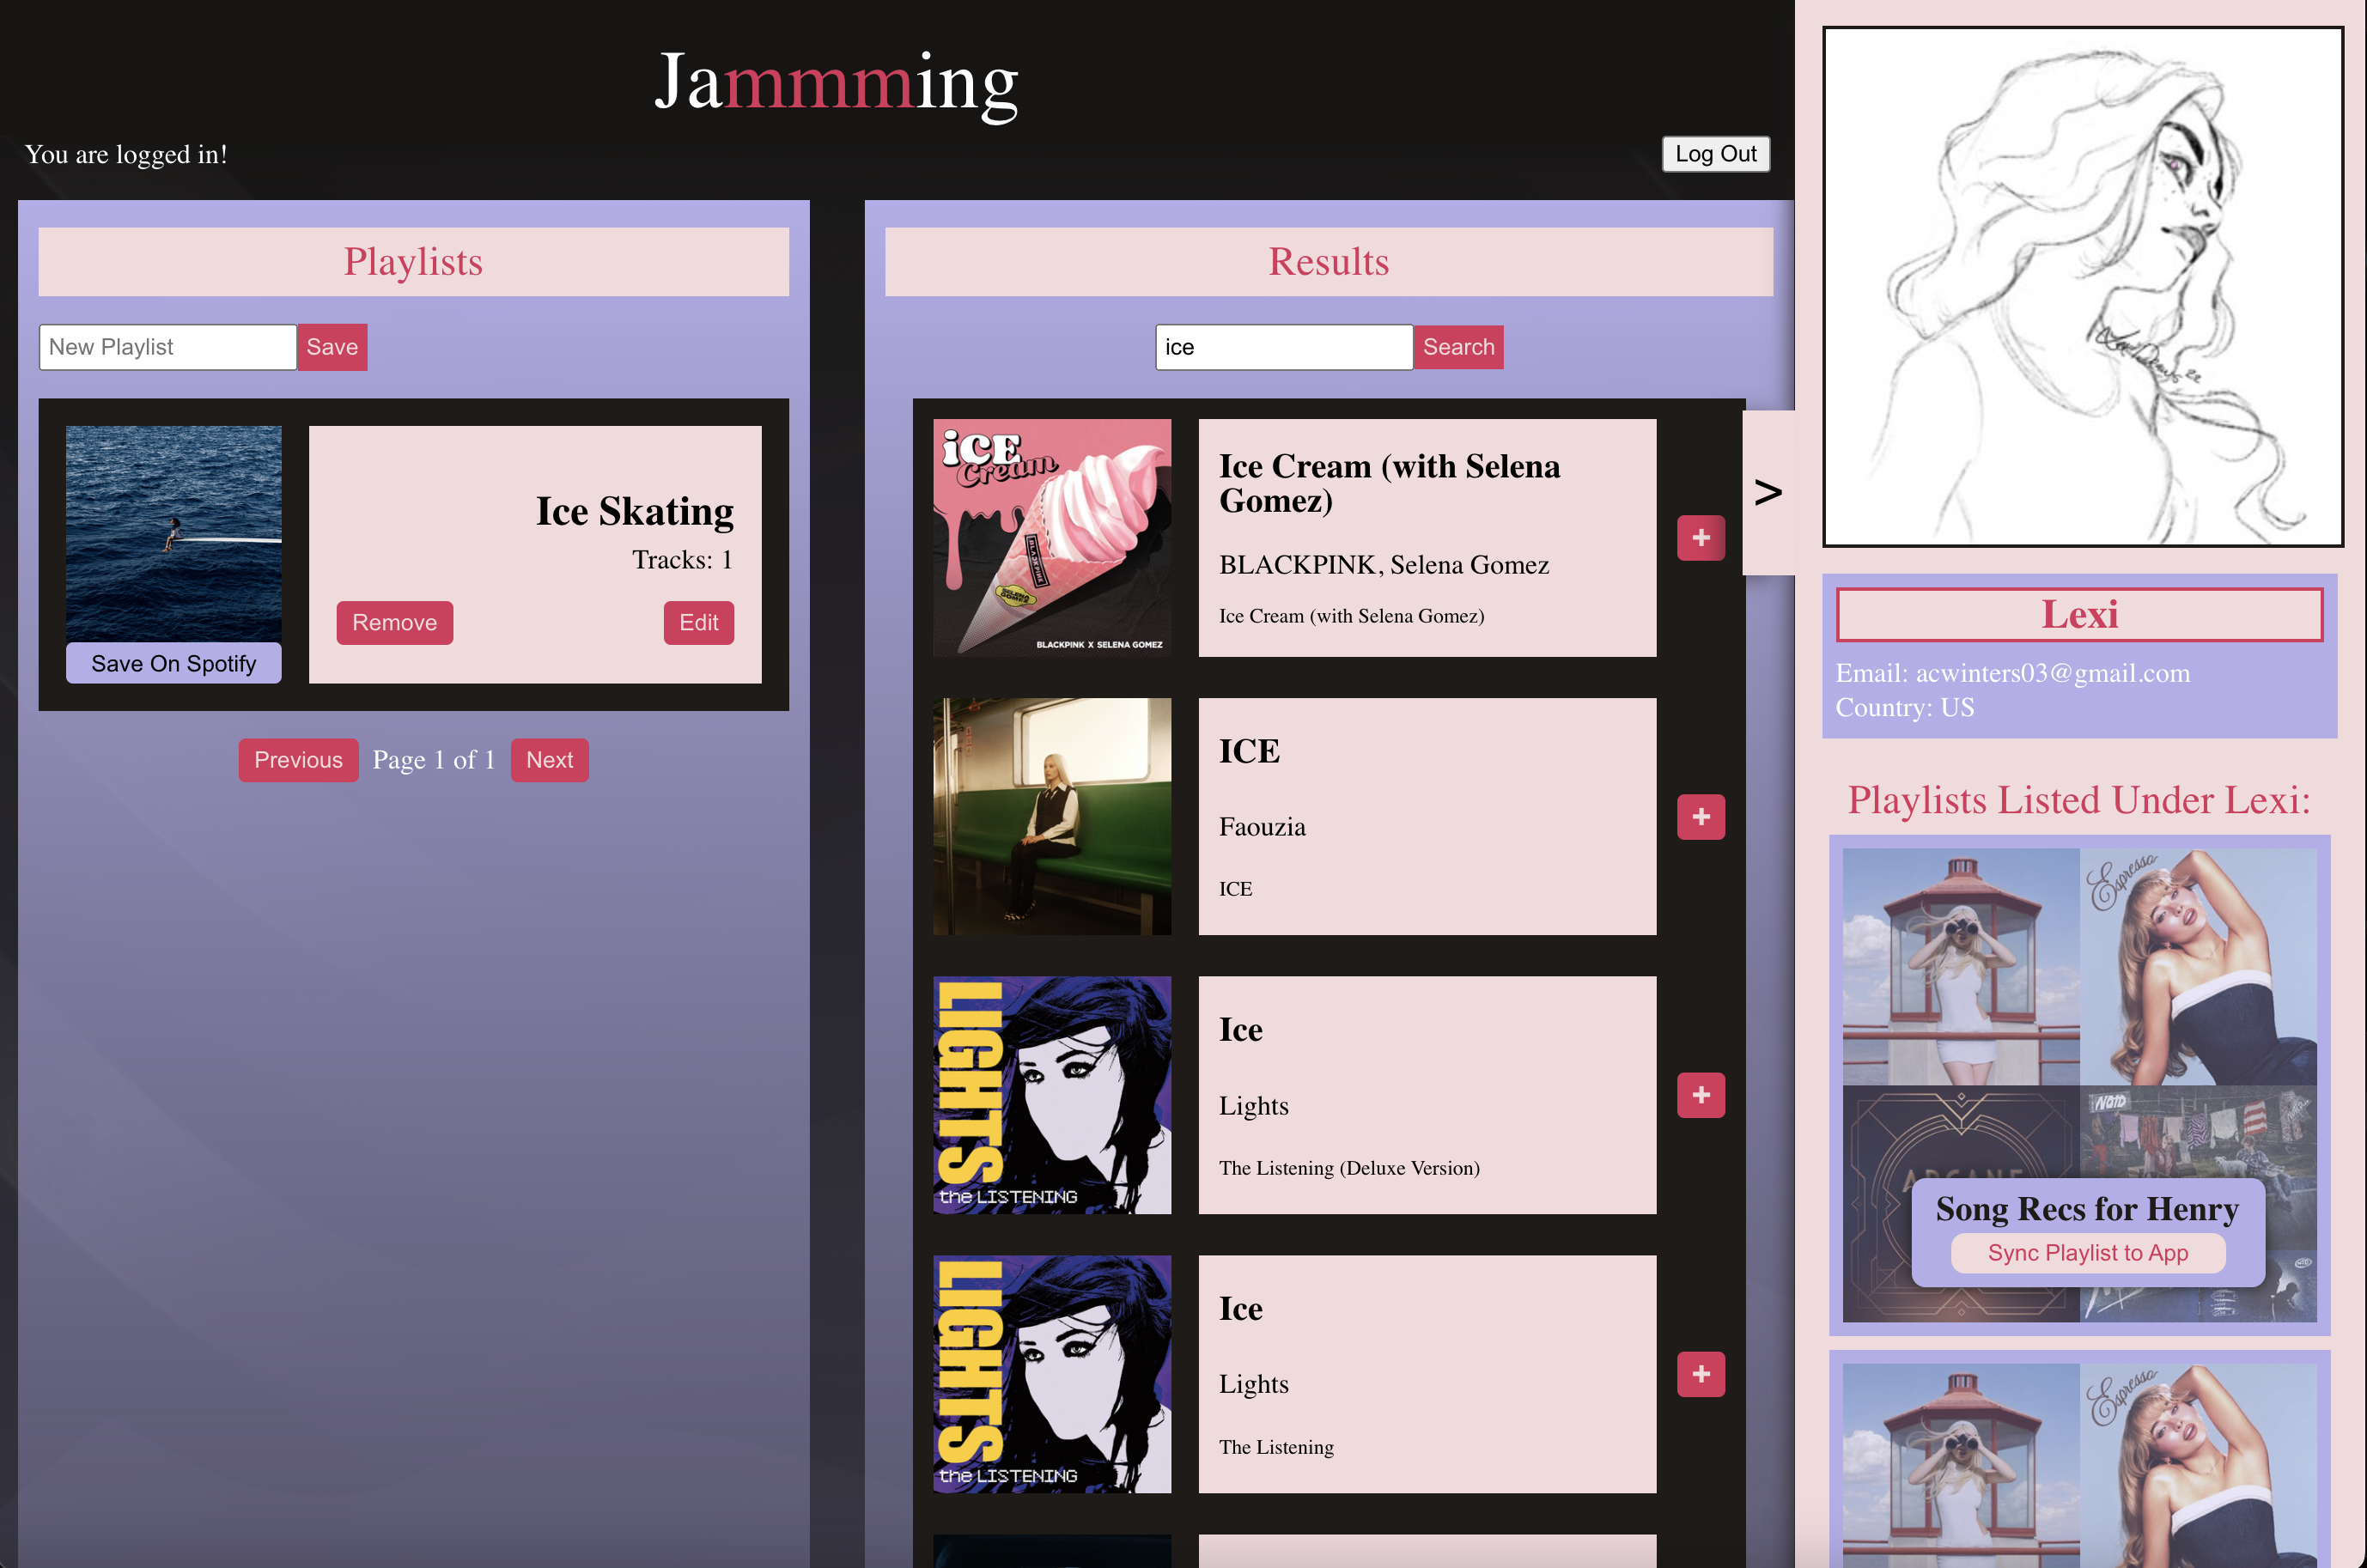 Jammming
You are logged in!
Log Out
Playlists
New Playlist
Save
Ice Skating
Tracks: 1
Remove
Edit
Save On Spotify
Previous
Page 1 of 1
Next
Results
ice
Search
iCE
Cream
SELENA
GOMEZ
BLACKPINK X SELENA GOMEZ
Ice Cream (with Selena
Gomez)
BLACKPINK, Selena Gomez
Ice Cream (with Selena Gomez)
+
ICE
Faouzia
ICE
+
LIGHTS
the LISTENING
Ice
Lights
The Listening (Deluxe Version)
+
LIGHTS
the LISTENING
Ice
Lights
The Listening
+
>
Lexi
Email: acwinters03@gmail.com
Country: US
Playlists Listed Under Lexi:
Espresso
ARCANE
NOTD
Song Recs for Henry
Sync Playlist to App
Espresso